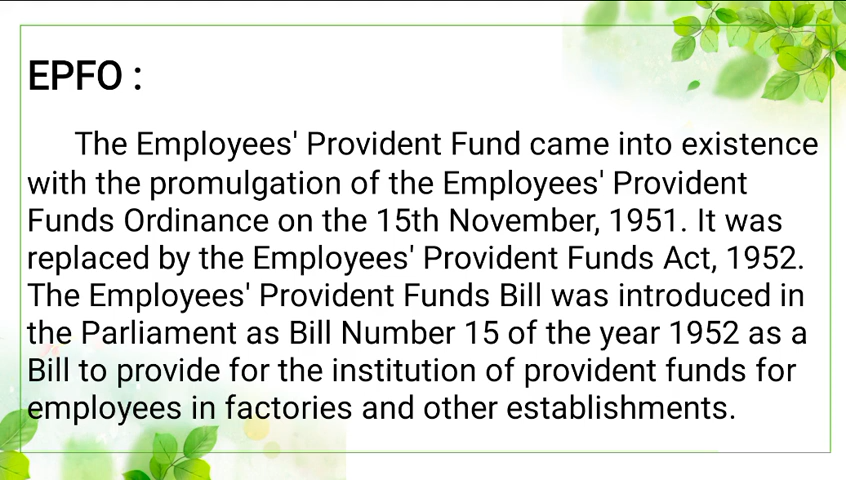 EPFO :
The Employees' Provident Fund came into existence
with the promulgation of the Employees' Provident
Funds Ordinance on the 15th November, 1951. It was
replaced by the Employees' Provident Funds Act, 1952.
The Employees' Provident Funds Bill was introduced in
the Parliament as Bill Number 15 of the year 1952 as a
Bill to provide for the institution of provident funds for
employees in factories and other establishments.